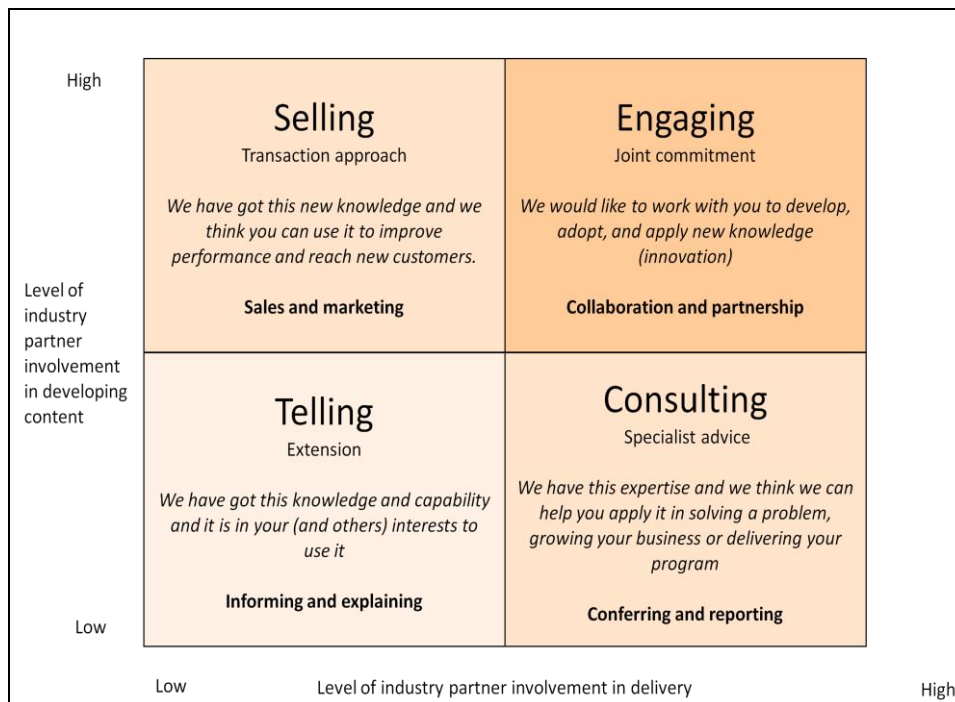 High
Selling
Transaction approach
We have got this new knowledge and we
think you can use it to improve
performance and reach new customers.
Sales and marketing
Engaging
Joint commitment
We would like to work with you to develop,
adopt, and apply new knowledge
(innovation)
Collaboration and partnership
Level of
industry
partner
involvement
in developing
content
Telling
Extension
We have got this knowledge and capability
and it is in your (and others) interests to
use it
Informing and explaining
Consulting
Specialist advice
We have this expertise and we think we can
help you apply it in solving a problem,
growing your business or delivering your
program
Conferring and reporting
Low
Low
Level of industry partner involvement in delivery
High